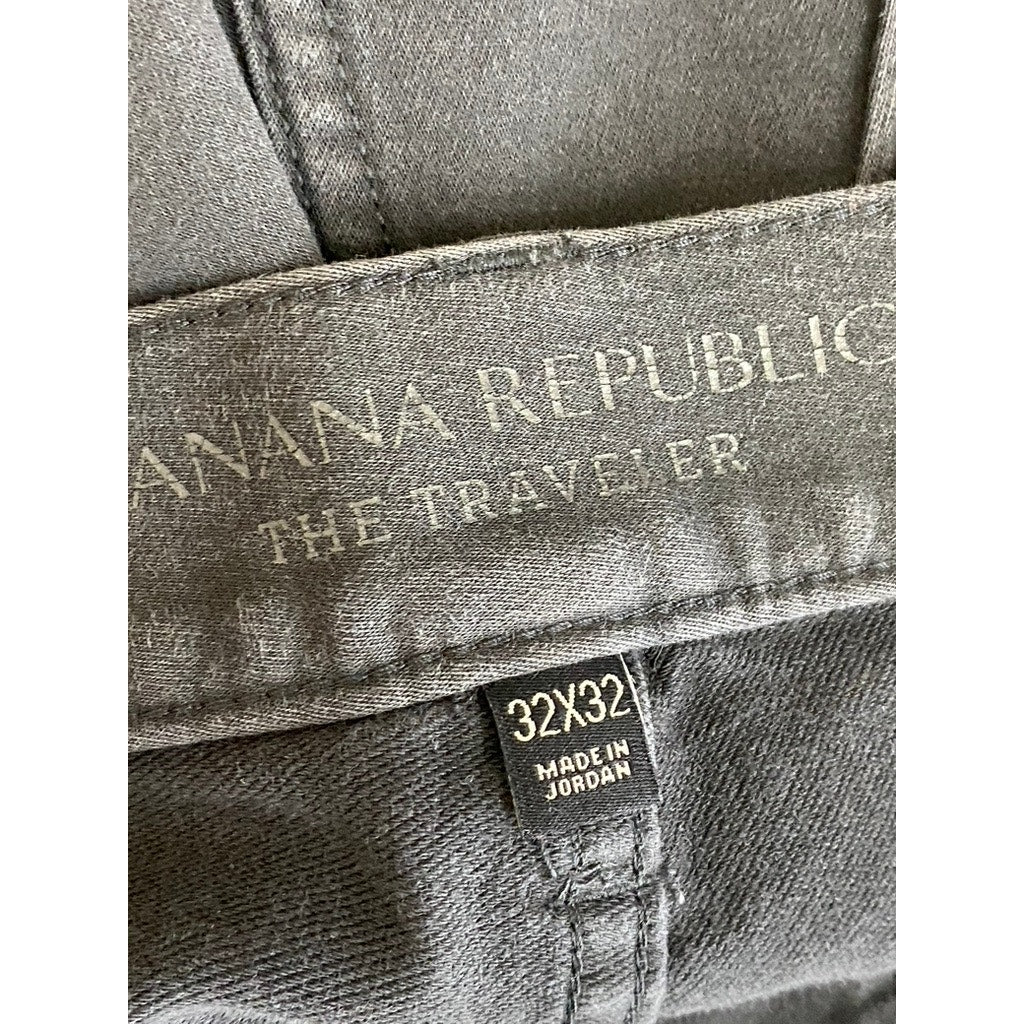 ANANA REPUBLIC
THE TRAVELER
32X32
MADE IN
JORDAN